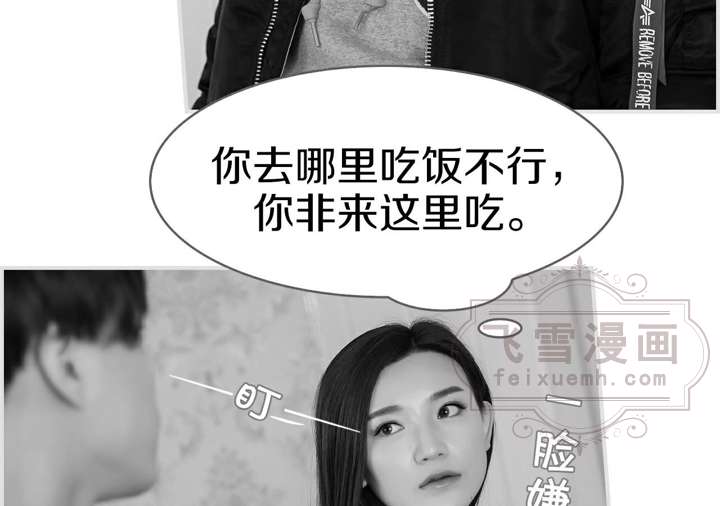 REMOVE BEFORE
你去哪里吃饭不行，
你非来这里吃。
飞雪漫画
feixuemh.com
盯
一脸嫌